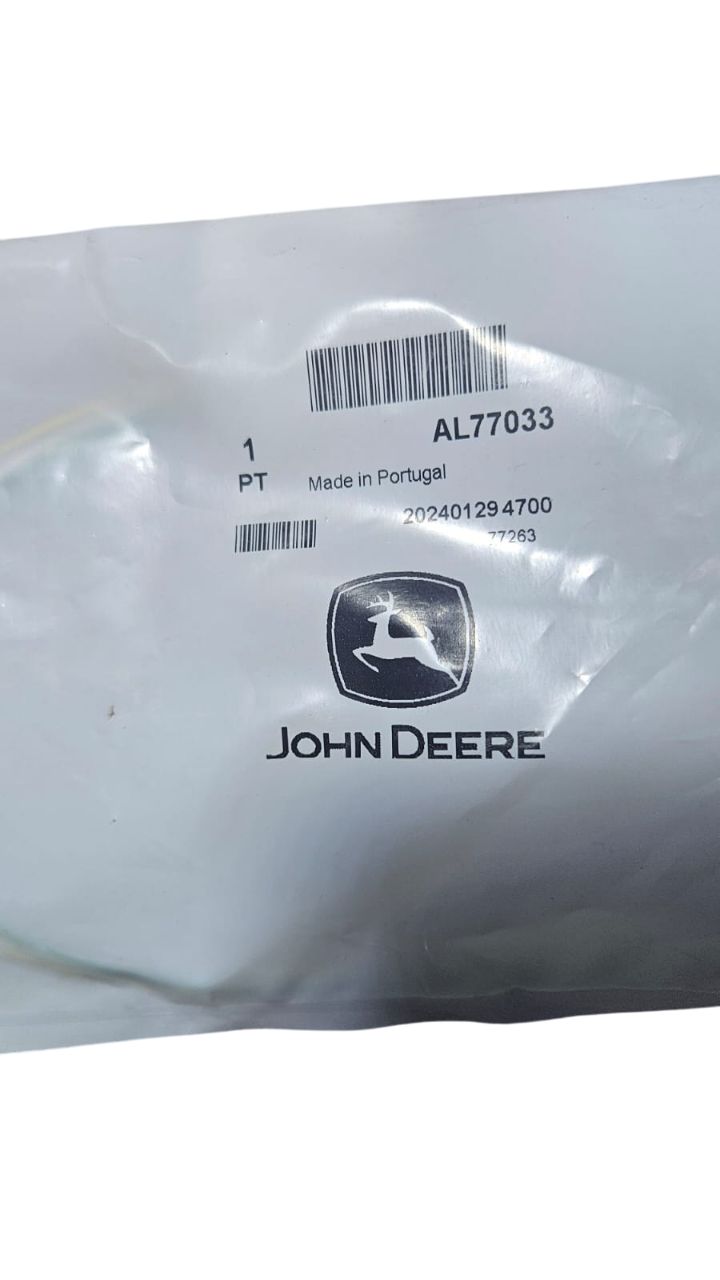 AL77033
1
PT
Made in Portugal
202401294700
77263
JOHN DEERE